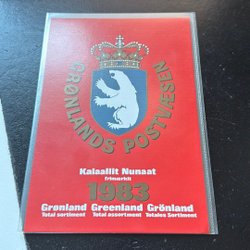 GRØNLANDS POSTVÆSEN
Kalaallit Nunaat
frimærkit
1983
Grønland Greenland Grönland
Total sortiment Total assortment Totales Sortiment